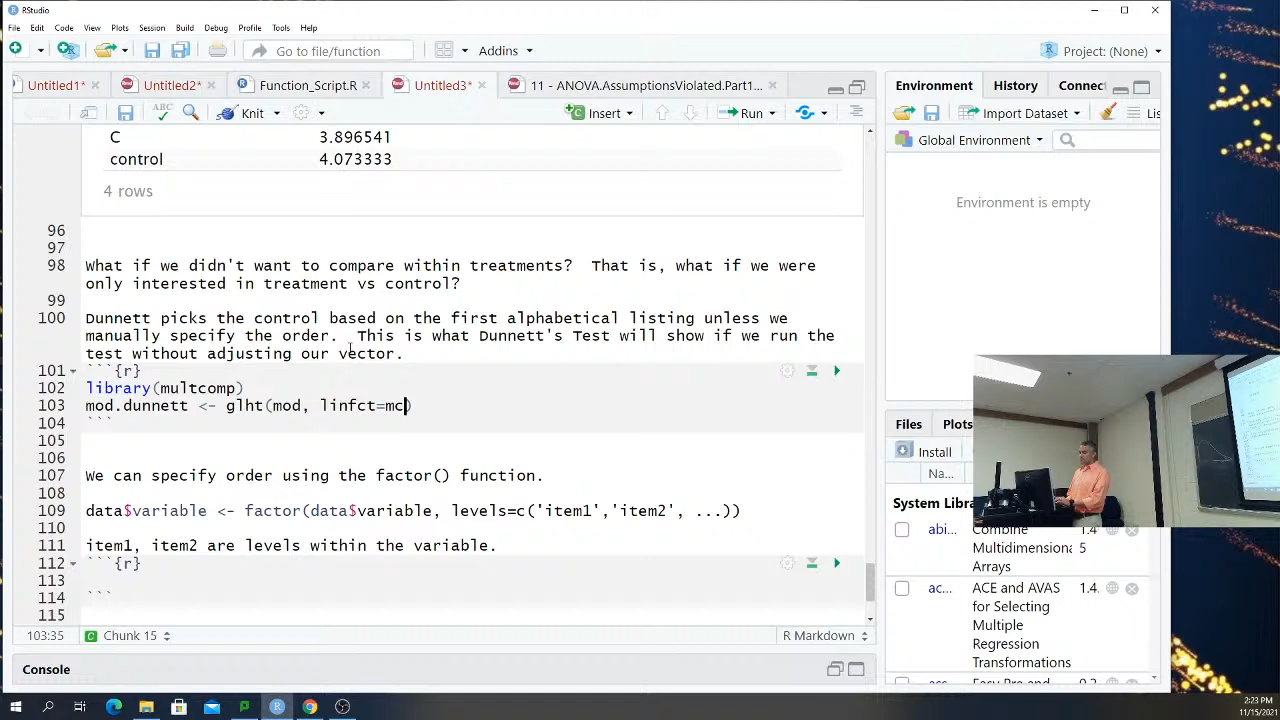 RStudio
File Edit Code View Plots Session Build Debug Profile Tools Help
Go to file/function Addins Project: (None)
Untitled1* Untitled2* Function_Script.R Untitled3 11 - ANOVA.AssumptionsViolated.Part1...
Environment History Connec
ABC Knit Insert Run Import Dataset Lis
Global Environment
Environment is empty
C 3.896541
control 4.073333
4 rows
96
97
98 What if we didn't want to compare within treatments? That is, what if we were
only interested in treatment vs control?
99
100 Dunnett picks the control based on the first alphabetical listing unless we
manually specify the order. This is what Dunnett's Test will show if we run the
test without adjusting our vector.
101 ```{r}
102 library(multcomp)
103 mod.dunnett <- glht(mod, linfct=mc)
104 ```
105
106
107 We can specify order using the factor() function.
108
109 data$variable <- factor(data$variable, levels=c('item1','item2', ...))
110
111 item1, item2 are levels within the variable.
112 ```{r}
113
114 ```
115
103:35 Chunk 15 R Markdown
Console
Files Plots
Install
Na...
System Libra
abi... Combine Multidimensional Arrays 1.4 5
ac... ACE and AVAS for Selecting Multiple Regression Transformations 1.4.
2:23 PM
11/15/2021